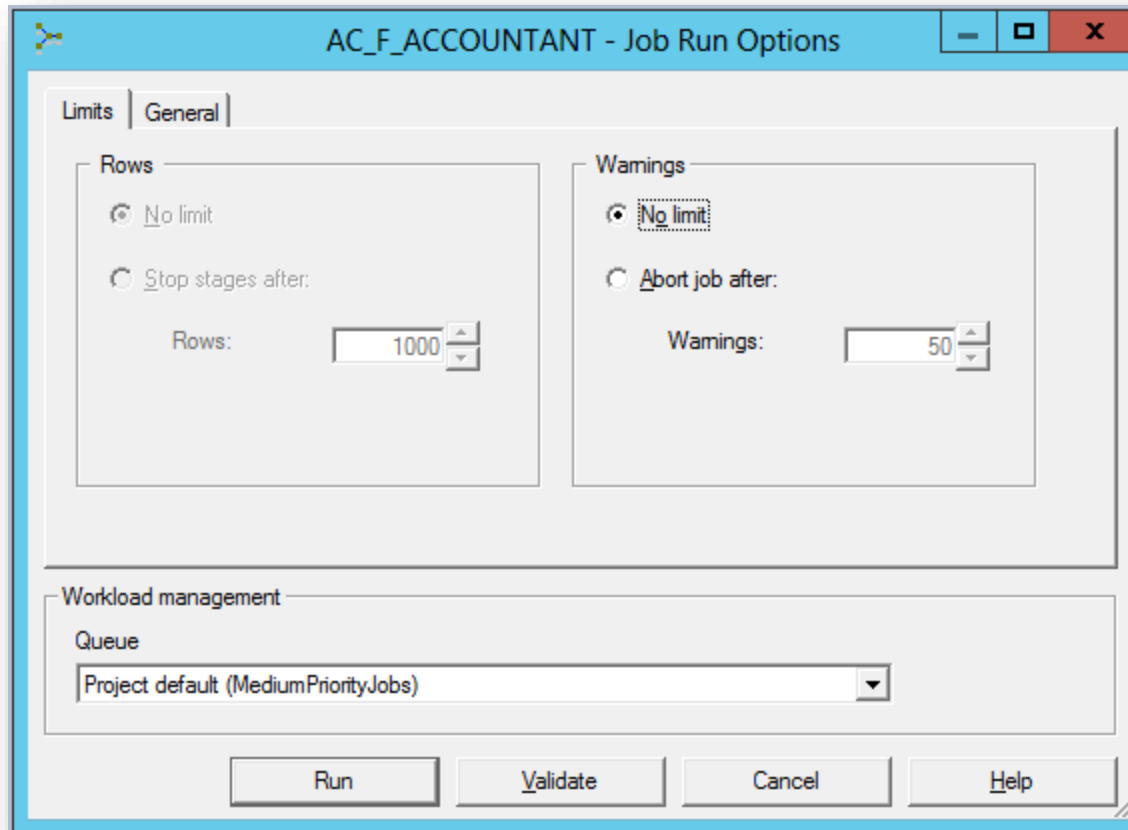 AC_F_ACCOUNTANT - Job Run Options
Limits
General
Rows
No limit
Stop stages after:
Rows: 1000
Warnings
No limit
Abort job after:
Warnings: 50
Workload management
Queue
Project default (MediumPriorityJobs)
Run Validate Cancel Help